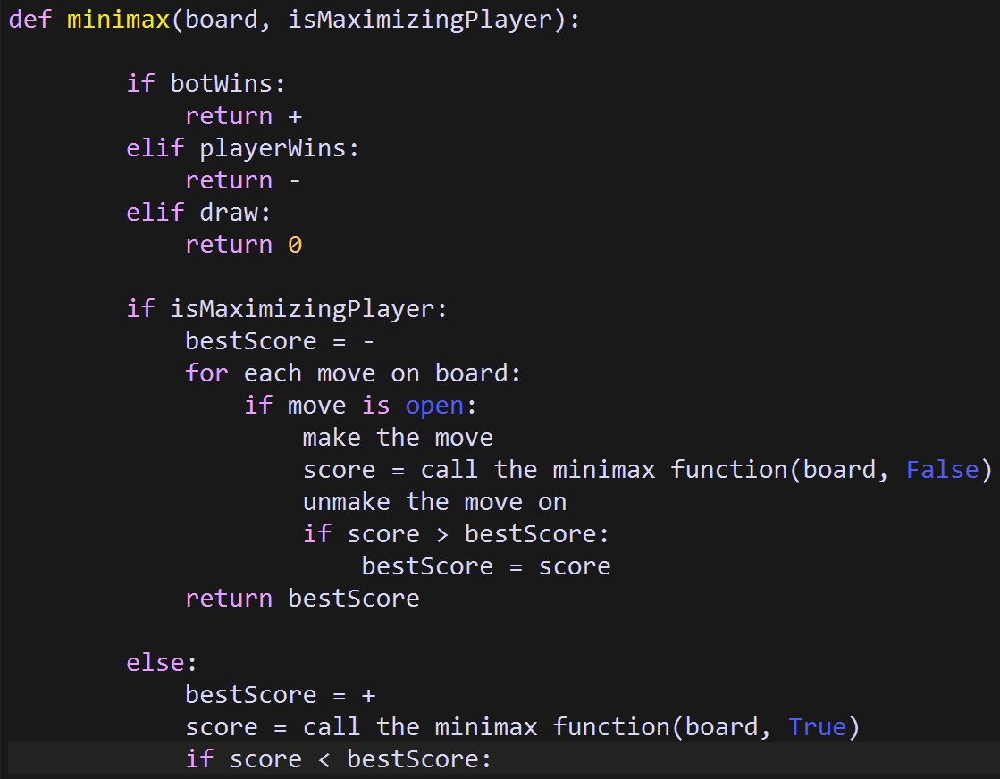 def minimax(board, isMaximizingPlayer):
if botWins:
return +
elif playerWins:
return -
elif draw:
return 0
if isMaximizingPlayer:
bestScore = -
for each move on board:
if move is open:
make the move
score = call the minimax function(board, False)
unmake the move on
if score > bestScore:
bestScore = score
return bestScore
else:
bestScore = +
score = call the minimax function(board, True)
if score < bestScore: